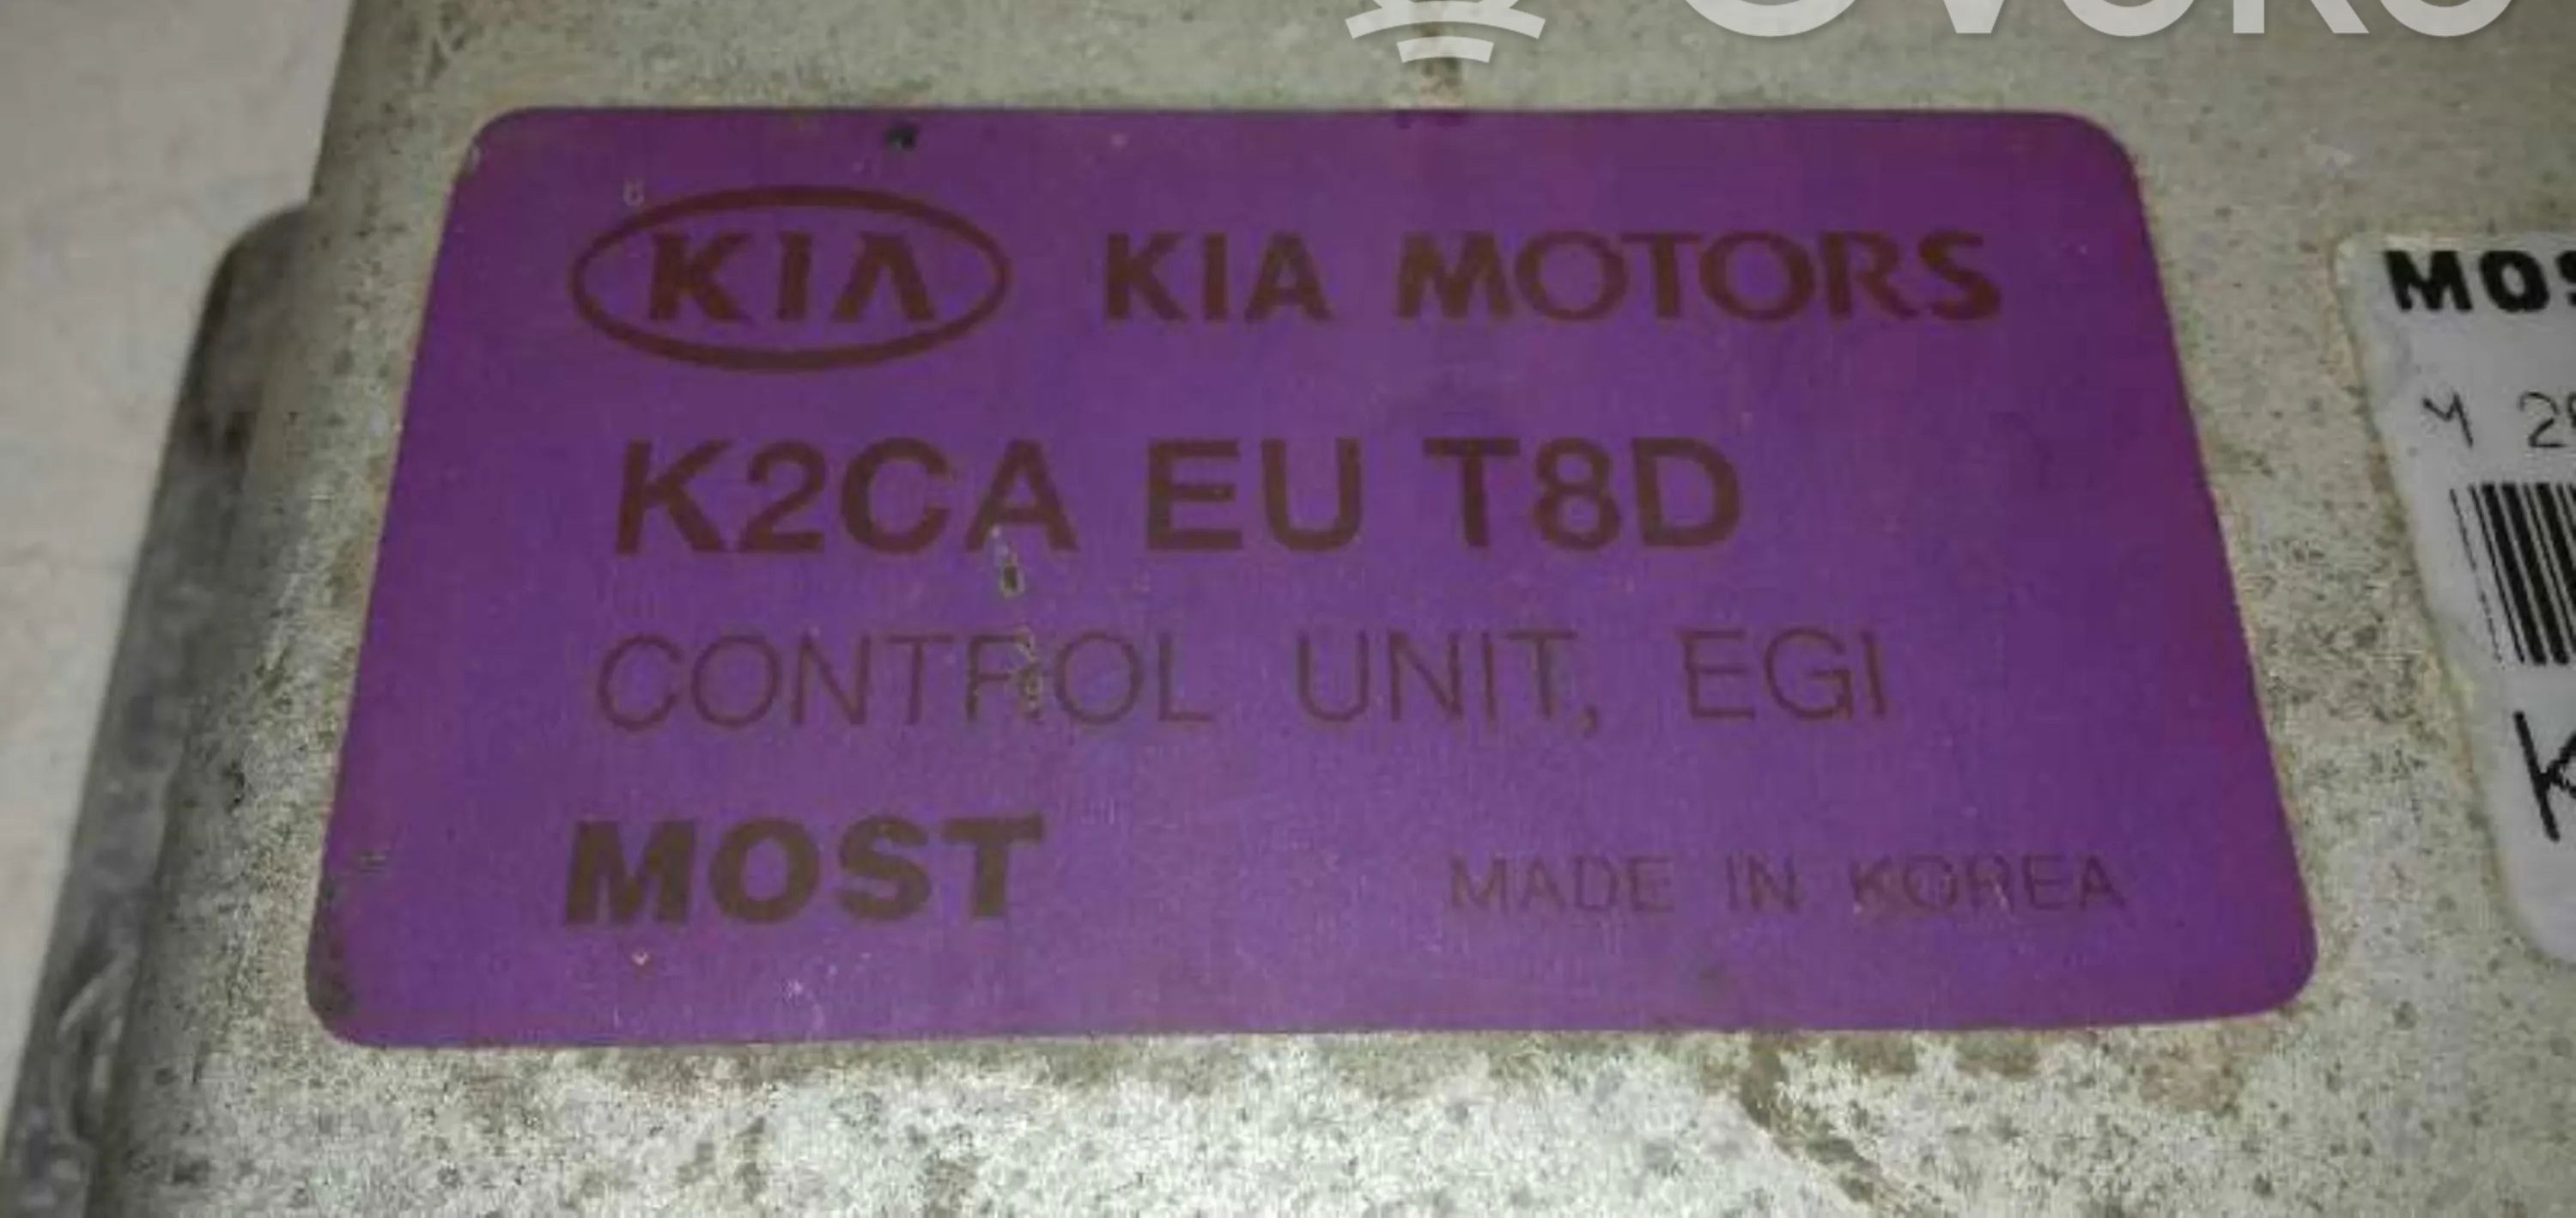 KIA KIA MOTORS
K2CA EU T8D
CONTROL UNIT, EGI
MOST
MADE IN KOREA